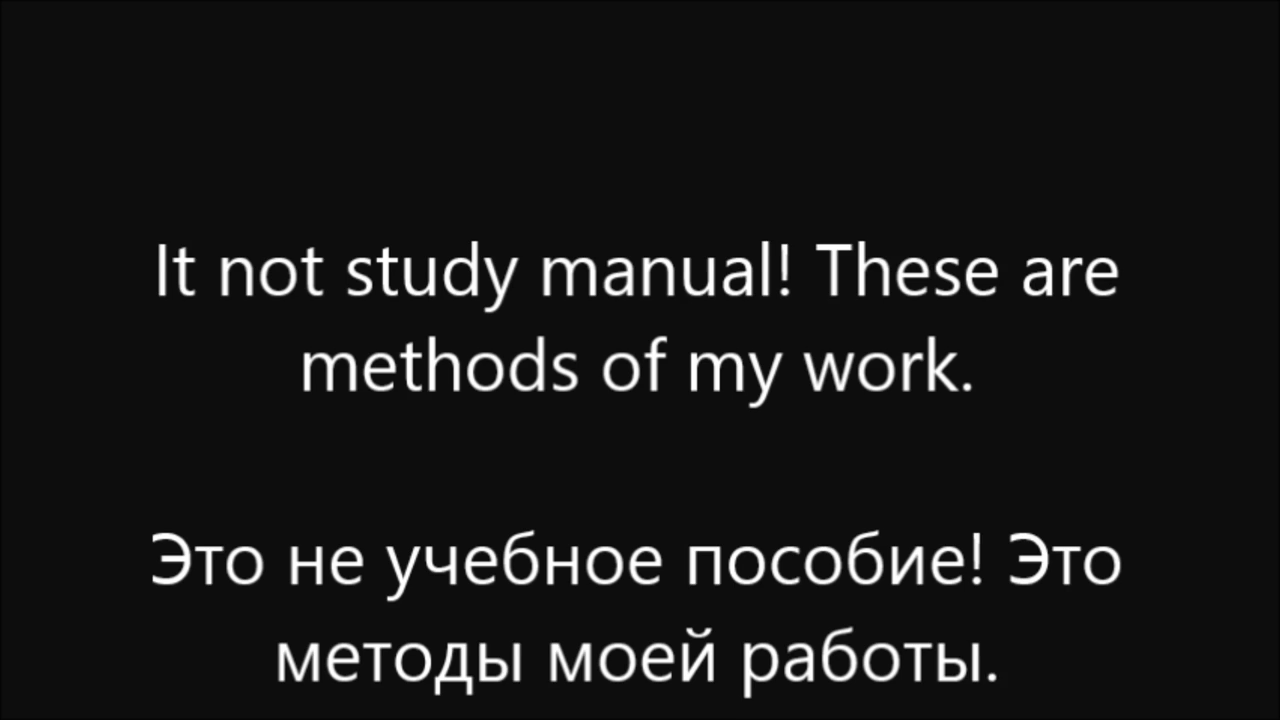 It not study manual! These are
methods of my work.
Это не учебное пособие! Это
методы моей работы.